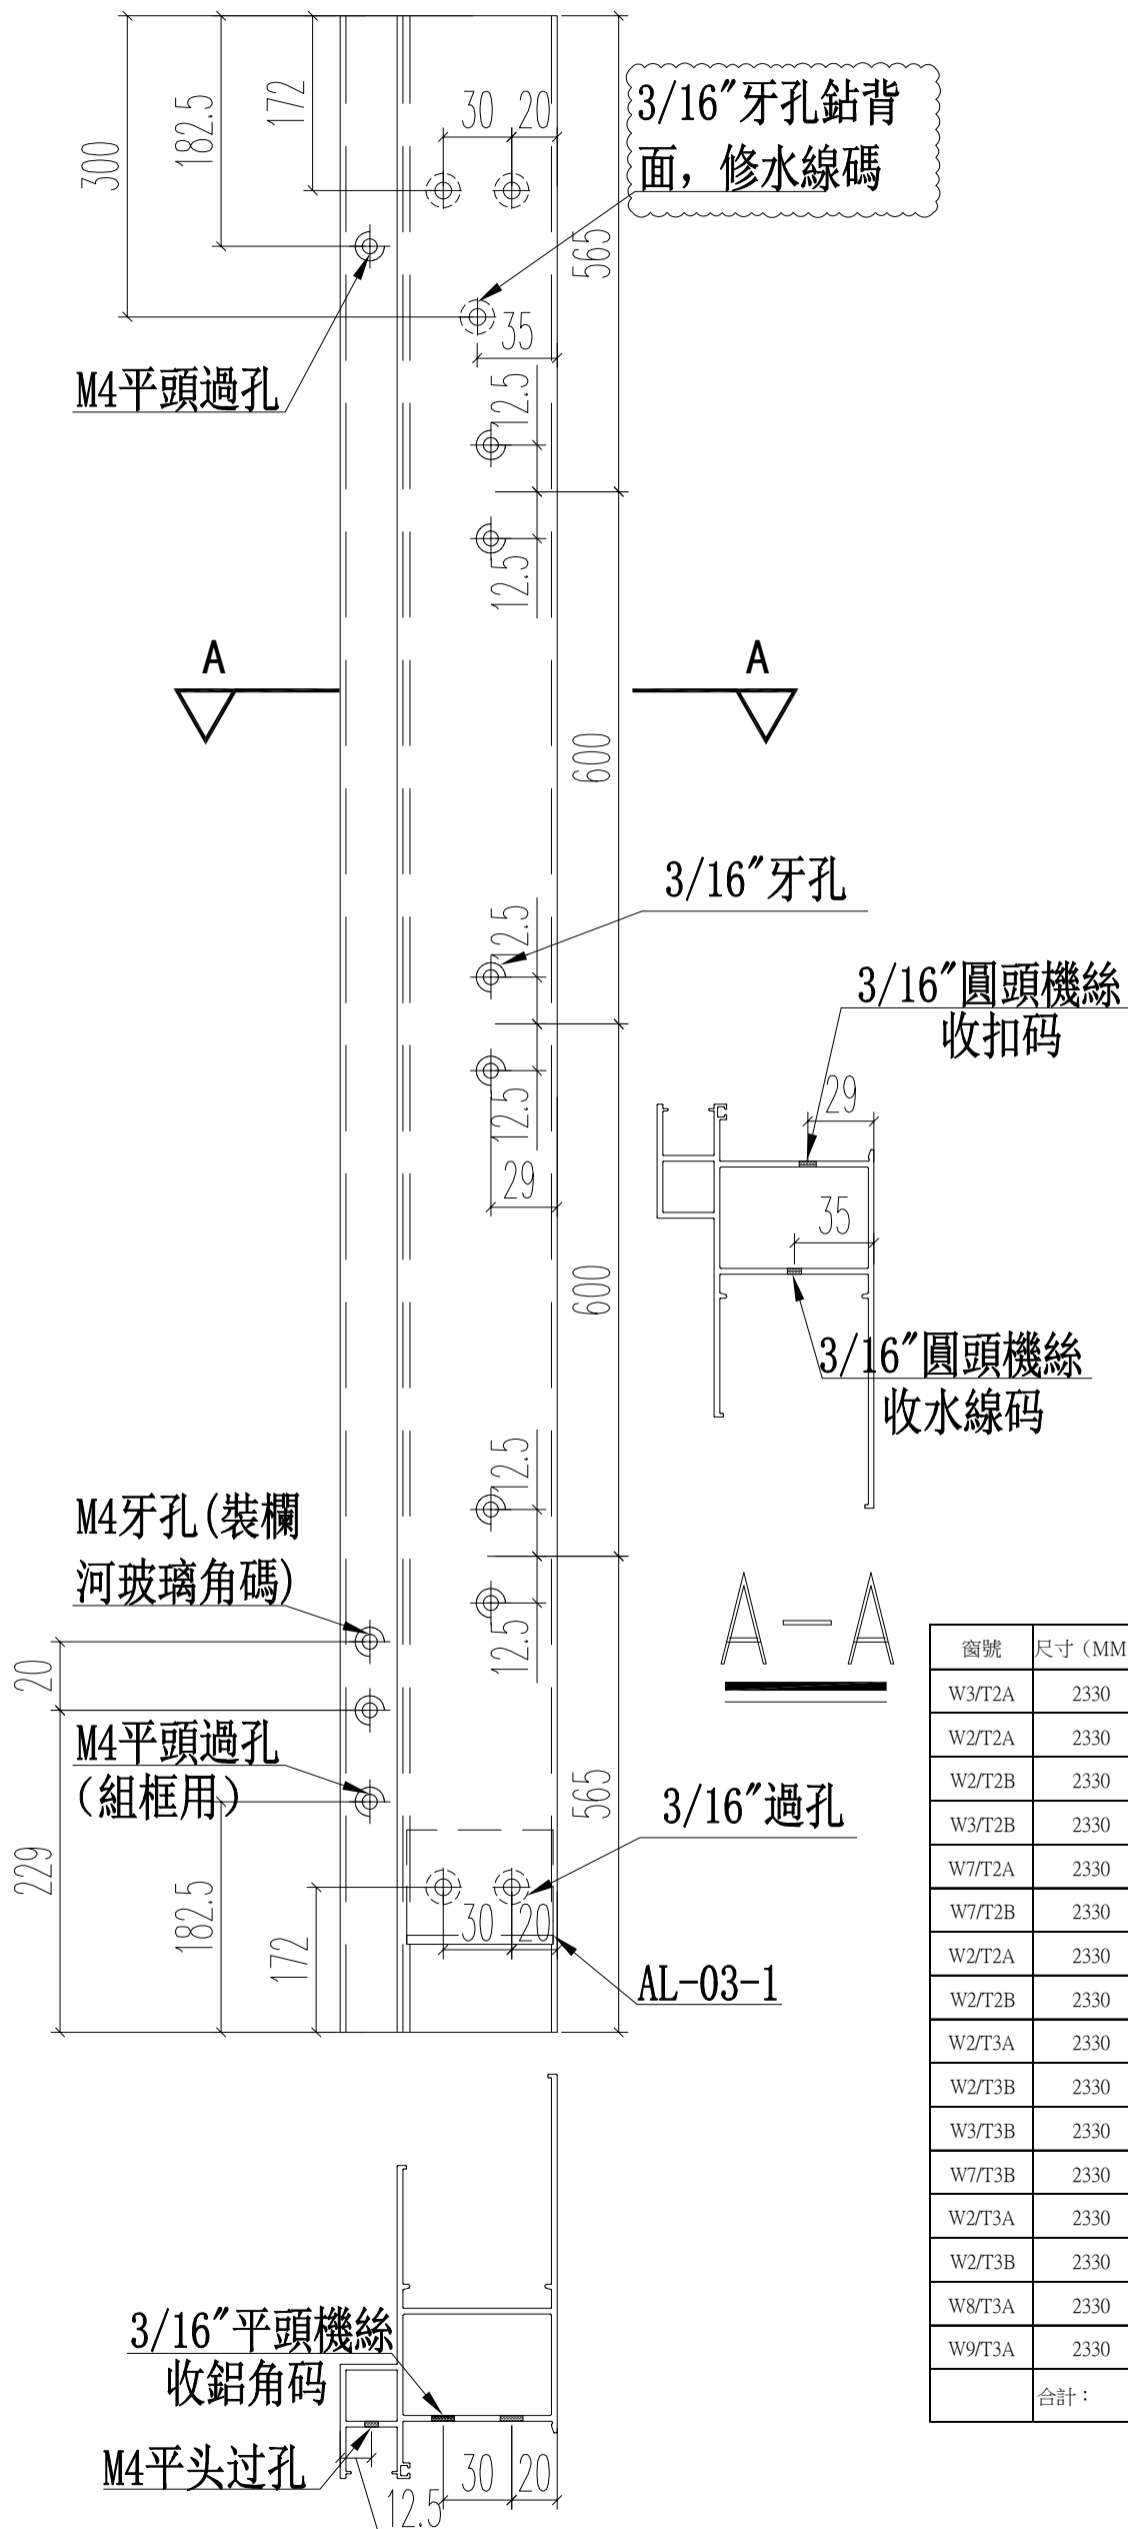 300
182.5
172
30
20
3/16"牙孔鉆背
面，修水線碼
565
35
M4平頭過孔
12.5
12.5
A
A
600
3/16"牙孔
12.5
12.5
29
3/16"圓頭機絲
收扣码
29
35
3/16"圓頭機絲
收水線码
600
12.5
12.5
M4牙孔(裝欄
河玻璃角碼)
20
M4平頭過孔
(組框用)
229
182.5
172
565
3/16"過孔
30
20
AL-03-1
A-A
窗號 尺寸（MM
W3/T2A 2330
W2/T2A 2330
W2/T2B 2330
W3/T2B 2330
W7/T2A 2330
W7/T2B 2330
W2/T2A 2330
W2/T2B 2330
W2/T3A 2330
W2/T3B 2330
W3/T3B 2330
W7/T3B 2330
W2/T3A 2330
W2/T3B 2330
W8/T3A 2330
W9/T3A 2330
合計：
3/16"平頭機絲
收鋁角码
M4平头过孔
12.5
30
20